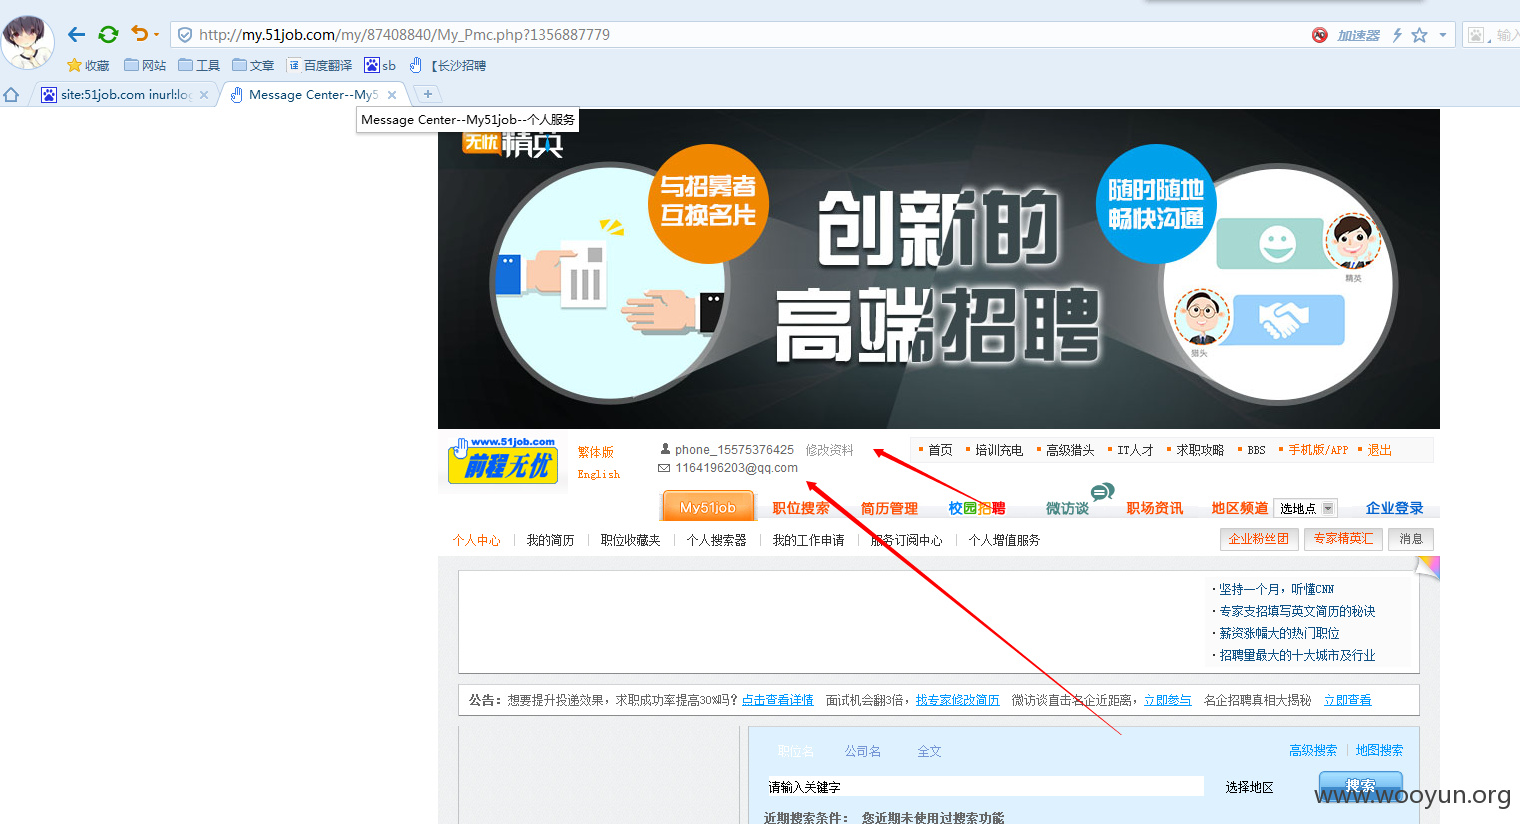 http://my.51job.com/my/87408840/My_Pmc.php?1356887779
加速器
输入
收藏 网站 工具 文章 译 百度翻译 sb 【长沙招聘
site:51job.com inurl:log
Message Center--My5
Message Center--My51job--个人服务
无忧精英
与招募者
互换名片
创新的
高端招聘
随时随地
畅快沟通
精英
猎头
www.51job.com
前程无忧
繁体版
English
phone_15575376425 修改资料
1164196203@qq.com
首页 培训充电 高级猎头 IT人才 求职攻略 BBS 手机版/APP 退出
My51job 职位搜索 简历管理 校园招聘 微访谈 职场资讯 地区频道 选地点 企业登录
个人中心 我的简历 职位收藏夹 个人搜索器 我的工作申请 服务订阅中心 个人增值服务
企业粉丝团 专家精英汇 消息
·坚持一个月，听懂CNN
·专家支招填写英文简历的秘诀
·薪资涨幅大的热门职位
·招聘量最大的十大城市及行业
公告：想要提升投递效果，求职成功率提高30%吗？点击查看详情 面试机会翻3倍，找专家修改简历 微访谈直击名企近距离，立即参与 名企招聘真相大揭秘 立即查看
职位名 公司名 全文 高级搜索 地图搜索
请输入关键字 选择地区 搜索
www.wooyun.org
近期搜索条件： 您近期未使用过搜索功能